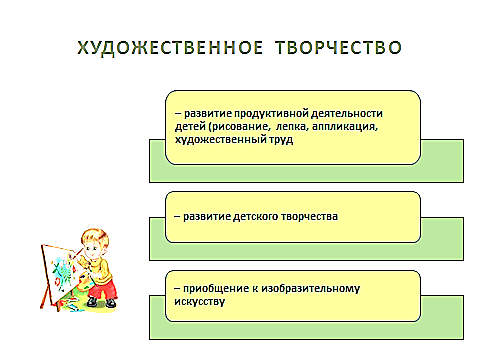 ХУДОЖЕСТВЕННОЕ ТВОРЧЕСТВО
– развитие продуктивной деятельности
детей (рисование, лепка, аппликация,
художественный труд
– развитие детского творчества
– приобщение к изобразительному
искусству